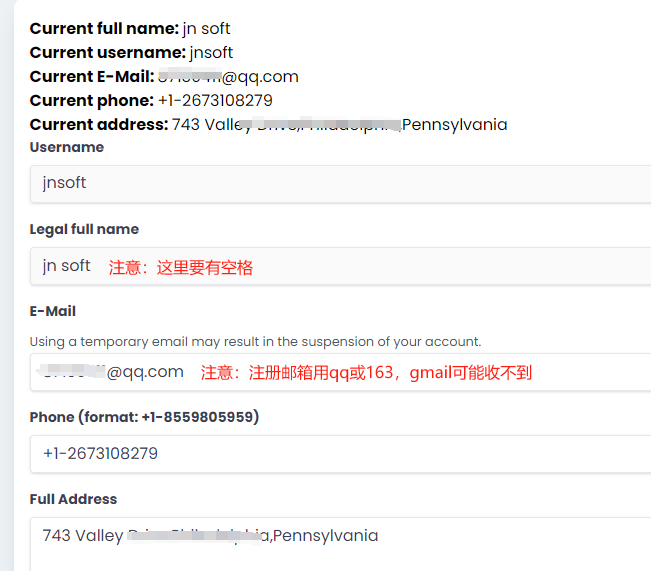 Current full name: jn soft
Current username: jnsoft
Current E-Mail: @qq.com
Current phone: +1-2673108279
Current address: 743 Valley Pennsylvania
Username
jnsoft
Legal full name
jn soft 注意：这里要有空格
E-Mail
Using a temporary email may result in the suspension of your account.
@qq.com 注意：注册邮箱用qq或163，gmail可能收不到
Phone (format: +1-8559805959)
+1-2673108279
Full Address
743 Valley ,Pennsylvania